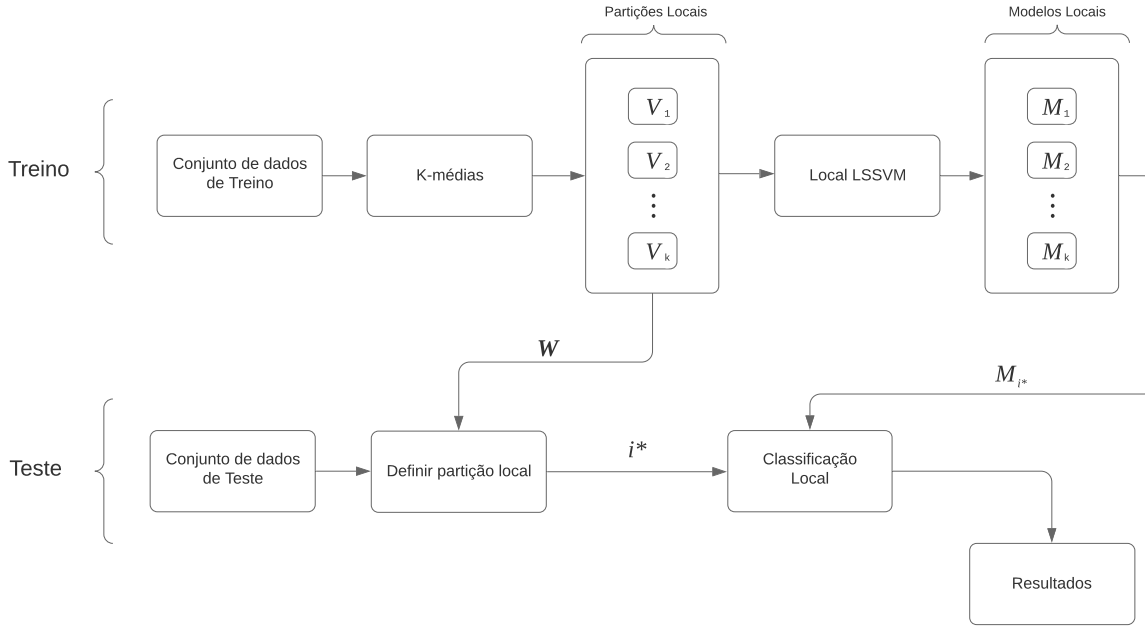 Partições Locais
Modelos Locais
V₁
M₁
Treino
Conjunto de dados
de Treino
K-médias
V₂
Local LSSVM
M₂
⋮
⋮
Vₖ
Mₖ
W
M i*
Teste
Conjunto de dados
de Teste
Definir partição local
i*
Classificação
Local
Resultados